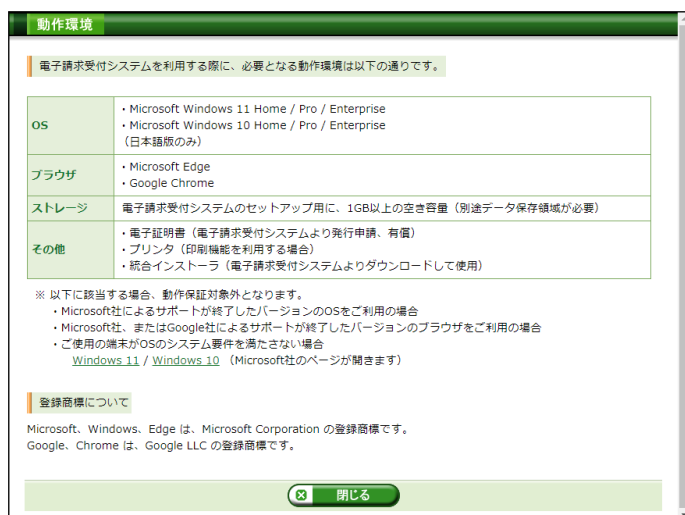 動作環境
電子請求受付システムを利用する際に、必要となる動作環境は以下の通りです。
OS
・Microsoft Windows 11 Home / Pro / Enterprise
・Microsoft Windows 10 Home / Pro / Enterprise
（日本語版のみ）
ブラウザ
・Microsoft Edge
・Google Chrome
ストレージ
電子請求受付システムのセットアップ用に、1GB以上の空き容量（別途データ保存領域が必要）
その他
・電子証明書（電子請求受付システムより発行申請、有償）
・プリンタ（印刷機能を利用する場合）
・統合インストーラ（電子請求受付システムよりダウンロードして使用）
※ 以下に該当する場合、動作保証対象外となります。
・Microsoft社によるサポートが終了したバージョンのOSをご利用の場合
・Microsoft社、またはGoogle社によるサポートが終了したバージョンのブラウザをご利用の場合
・ご使用の端末がOSのシステム要件を満たさない場合
Windows 11 / Windows 10 （Microsoft社のページが開きます）
登録商標について
Microsoft、Windows、Edge は、Microsoft Corporation の登録商標です。
Google、Chrome は、Google LLC の登録商標です。
閉じる